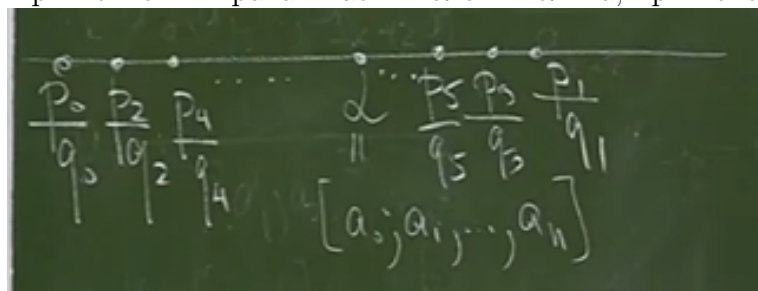 p₀/q₀ p₂/q₂ p₄/q₄ ..... α ... p₅/q₅ p₃/q₃ p₁/q₁
||
[a₀; a₁, ..., aₙ]